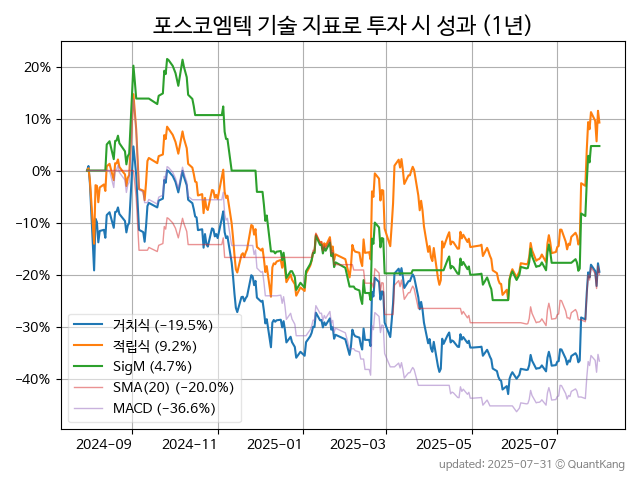 포스코엠텍 기술 지표로 투자 시 성과 (1년)
20%
10%
0%
−10%
−20%
−30%
−40%
거치식 (−19.5%)
적립식 (9.2%)
SigM (4.7%)
SMA(20) (−20.0%)
MACD (−36.6%)
2024−09
2024−11
2025−01
2025−03
2025−05
2025−07
updated: 2025-07-31 © QuantKang